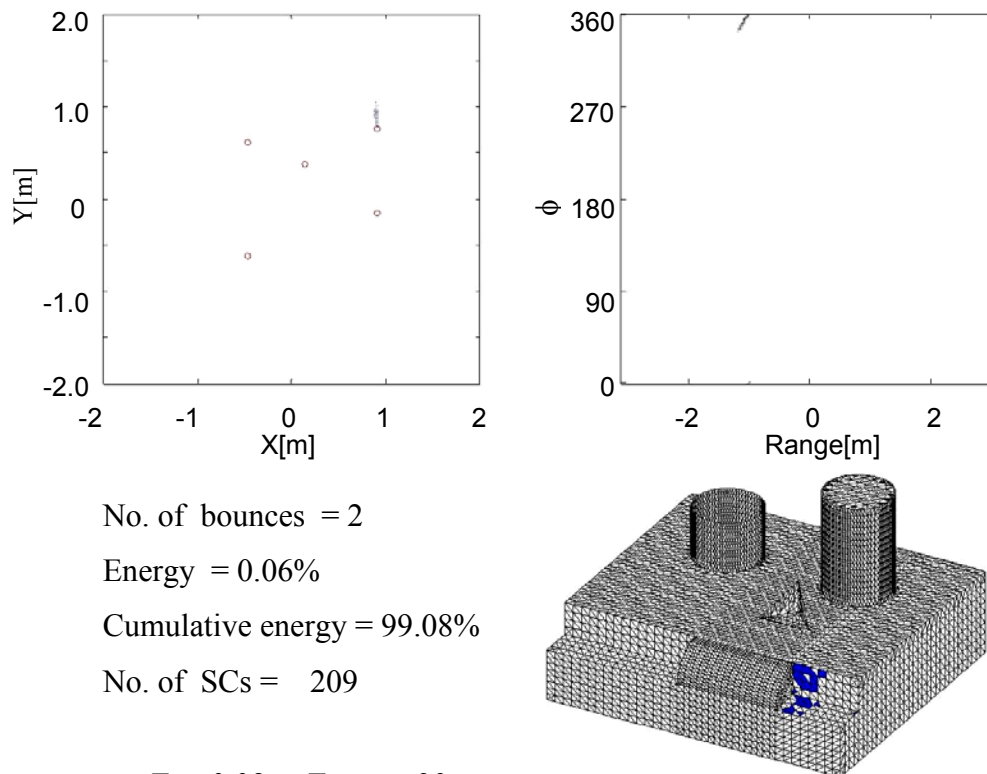 2.0
1.0
0
-1.0
-2.0
Y[m]
-2 -1 0 1 2
X[m]
360
270
180
90
0
ϕ
-2 0 2
Range[m]
No. of bounces = 2
Energy = 0.06%
Cumulative energy = 99.08%
No. of SCs = 209